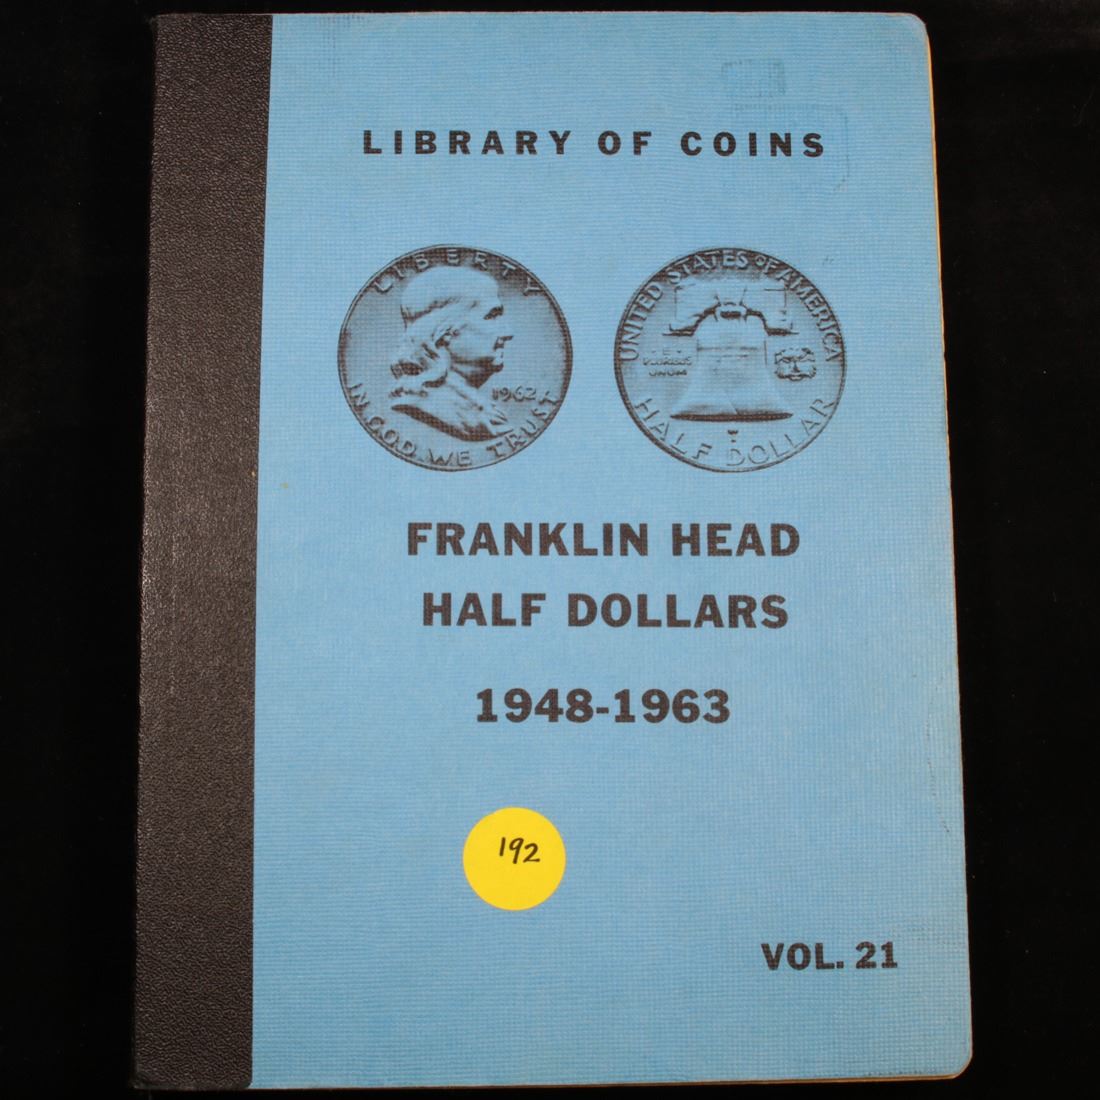 LIBRARY OF COINS
LIBERTY
1962
IN GOD WE TRUST
UNITED STATES OF AMERICA
E
PLURIBUS
UNUM
HALF DOLLAR
FRANKLIN HEAD
HALF DOLLARS
1948-1963
192
VOL. 21